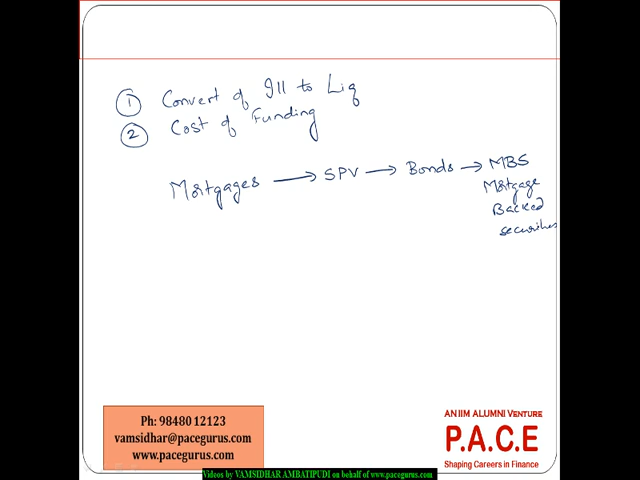 ① Convert of Ill to Liq
② Cost of Funding
Mortgages → SPV → Bonds → MBS
Mortgage
Backed
securities
Ph: 9848012123
vamsidhar@pacegurus.com
www.pacegurus.com
AN IIM ALUMNI VENTURE
P.A.C.E
Shaping Careers in Finance
Videos by VAMSIDHAR AMBATIPUDI on behalf of www.pacegurus.com